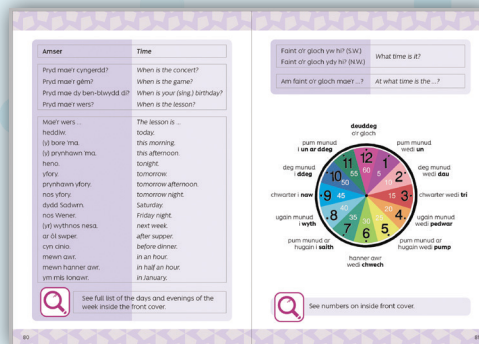 Amser Time
Pryd mae'r cyngerdd? When is the concert?
Pryd mae'r gêm? When is the game?
Pryd mae dy ben-blwydd di? When is your (sing.) birthday?
Pryd mae'r wers? When is the lesson?
Mae'r wers ... The lesson is ...
heddiw. today.
(y) bore 'ma. this morning.
(y) prynhawn 'ma. this afternoon.
heno. tonight.
yfory. tomorrow.
prynhawn yfory. tomorrow afternoon.
nos yfory. tomorrow night.
dydd Sadwrn. Saturday.
nos Wener. Friday night.
(yr) wythnos nesa. next week.
ar ôl swper. after supper.
cyn cinio. before dinner.
mewn awr. in an hour.
mewn hanner awr. in half an hour.
ym mis Ionawr. in January.
See full list of the days and evenings of the
week inside the front cover.
80
Faint o'r gloch yw hi? (S.W.)
Faint o'r gloch ydy hi? (N.W.)
What time is it?
Am faint o'r gloch mae'r ...? At what time is the ...?
deuddeg
o'r gloch
pum munud
i un ar ddeg
pum munud
wedi un
deg munud
i ddeg
deg munud
wedi dau
chwarter i naw
chwarter wedi tri
ugain munud
i wyth
ugain munud
wedi pedwar
pum munud ar
hugain i saith
pum munud ar
hugain wedi pump
hanner awr
wedi chwech
12
1
2
3
4
5
6
7
8
9
10
11
60
5
10
15
35
40
45
50
55
See numbers on inside front cover.